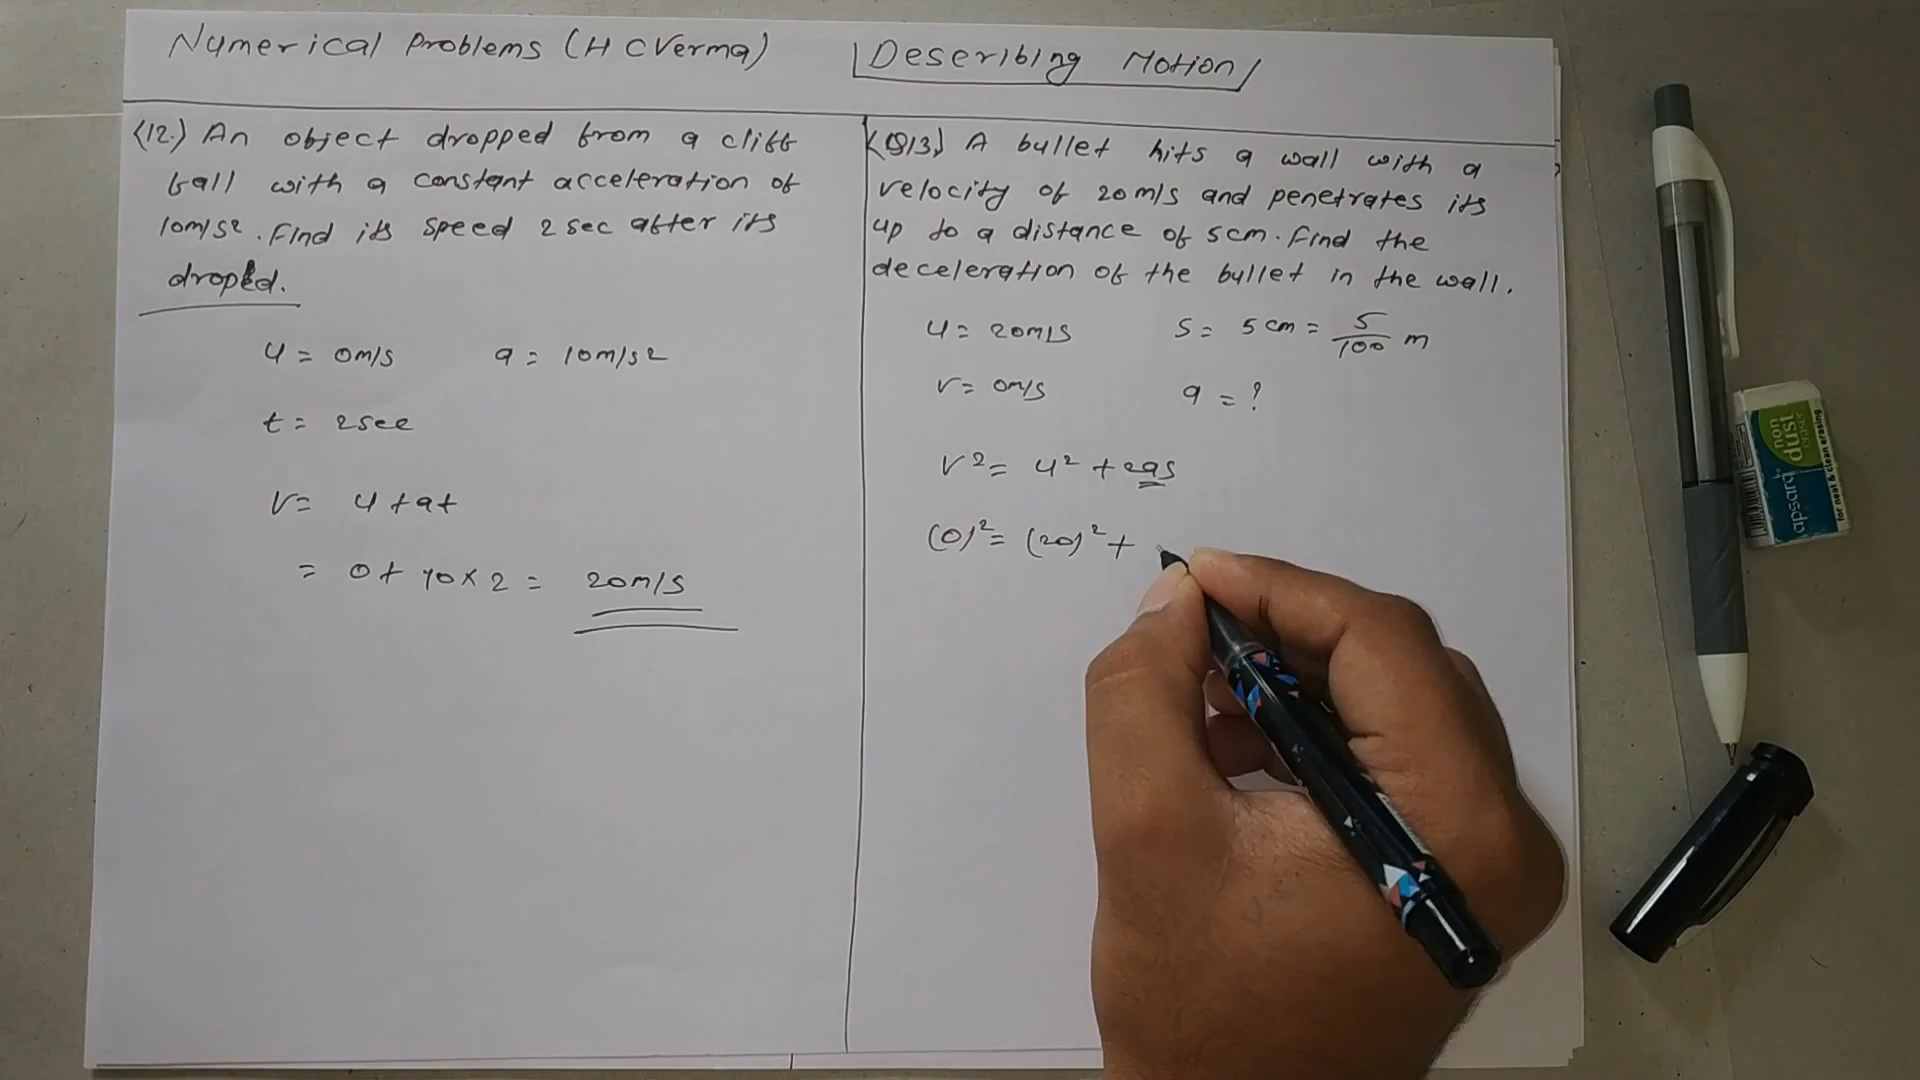 Numerical Problems (H C Verma)
Describing Motion
(12.) An object dropped from a cliff
fall with a constant acceleration of
10m/s2. Find its speed 2 sec after its
droped.
u = 0m/s a = 10m/s2
t = 2sec
v = u + at
= 0 + 10 x 2 = 20m/s
(Q13) A bullet hits a wall with a
velocity of 20m/s and penetrates its
up to a distance of 5cm. Find the
deceleration of the bullet in the wall.
u = 20m/s s = 5 cm = 5/100 m
v = 0m/s a = ?
v² = u² + 2as
(0)² = (20)² +
apsara non dust eraser
for neat & clean erasing